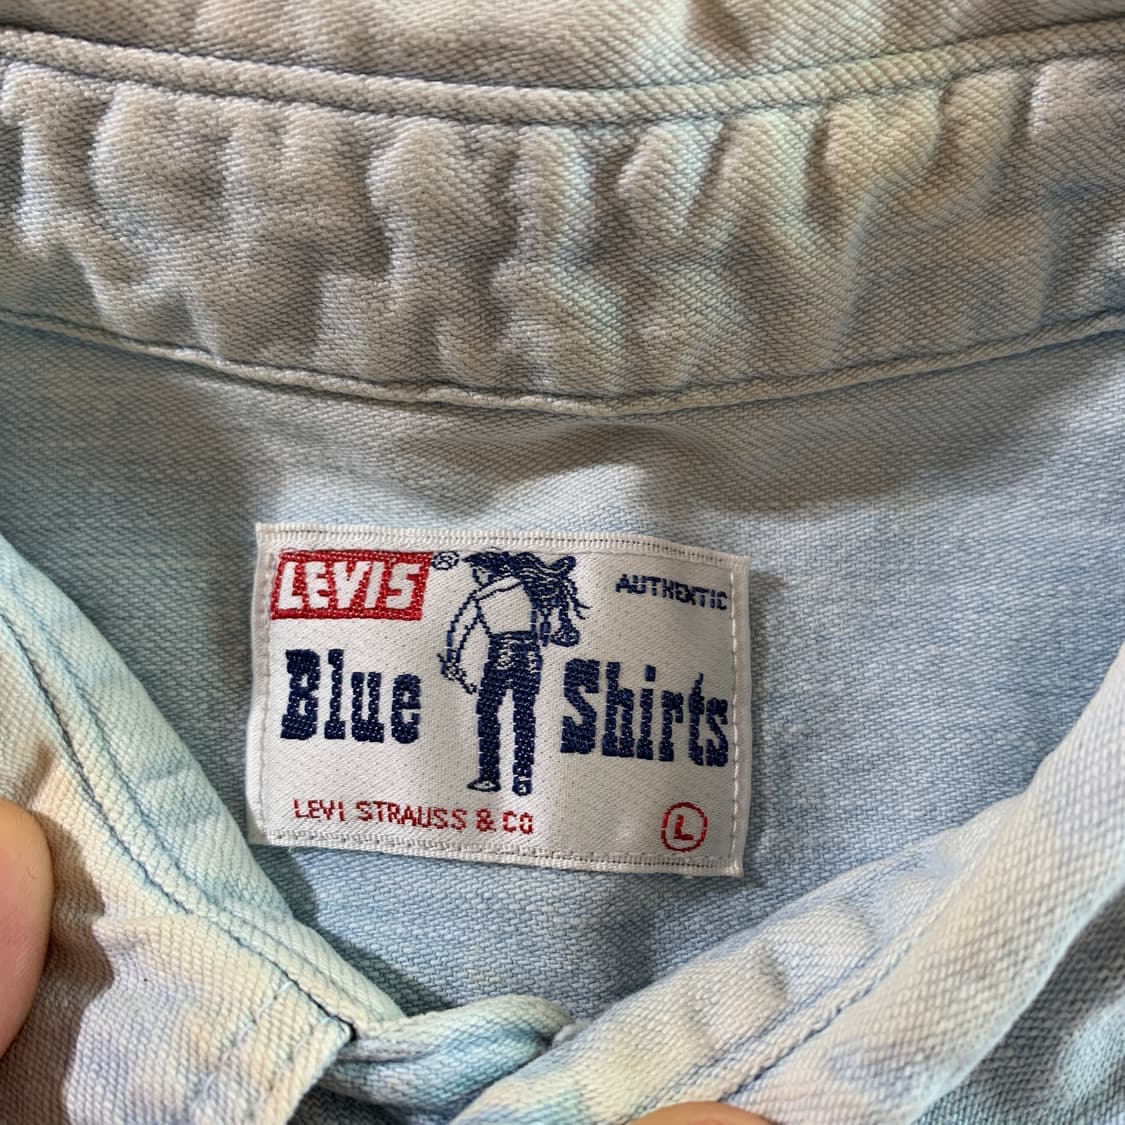 LEVIS®
AUTHENTIC
Blue Shirts
LEVI STRAUSS & CO
L